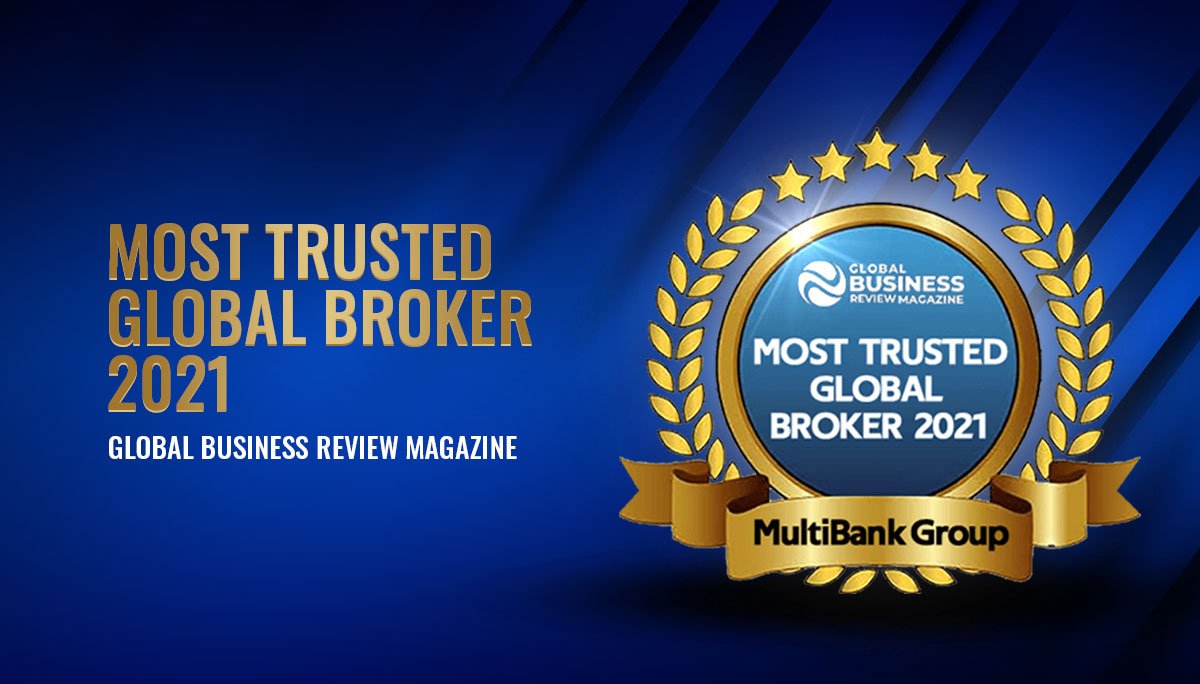 MOST TRUSTED
GLOBAL BROKER
2021
GLOBAL BUSINESS REVIEW MAGAZINE
GLOBAL
BUSINESS
REVIEW MAGAZINE
MOST TRUSTED
GLOBAL
BROKER 2021
MultiBank Group